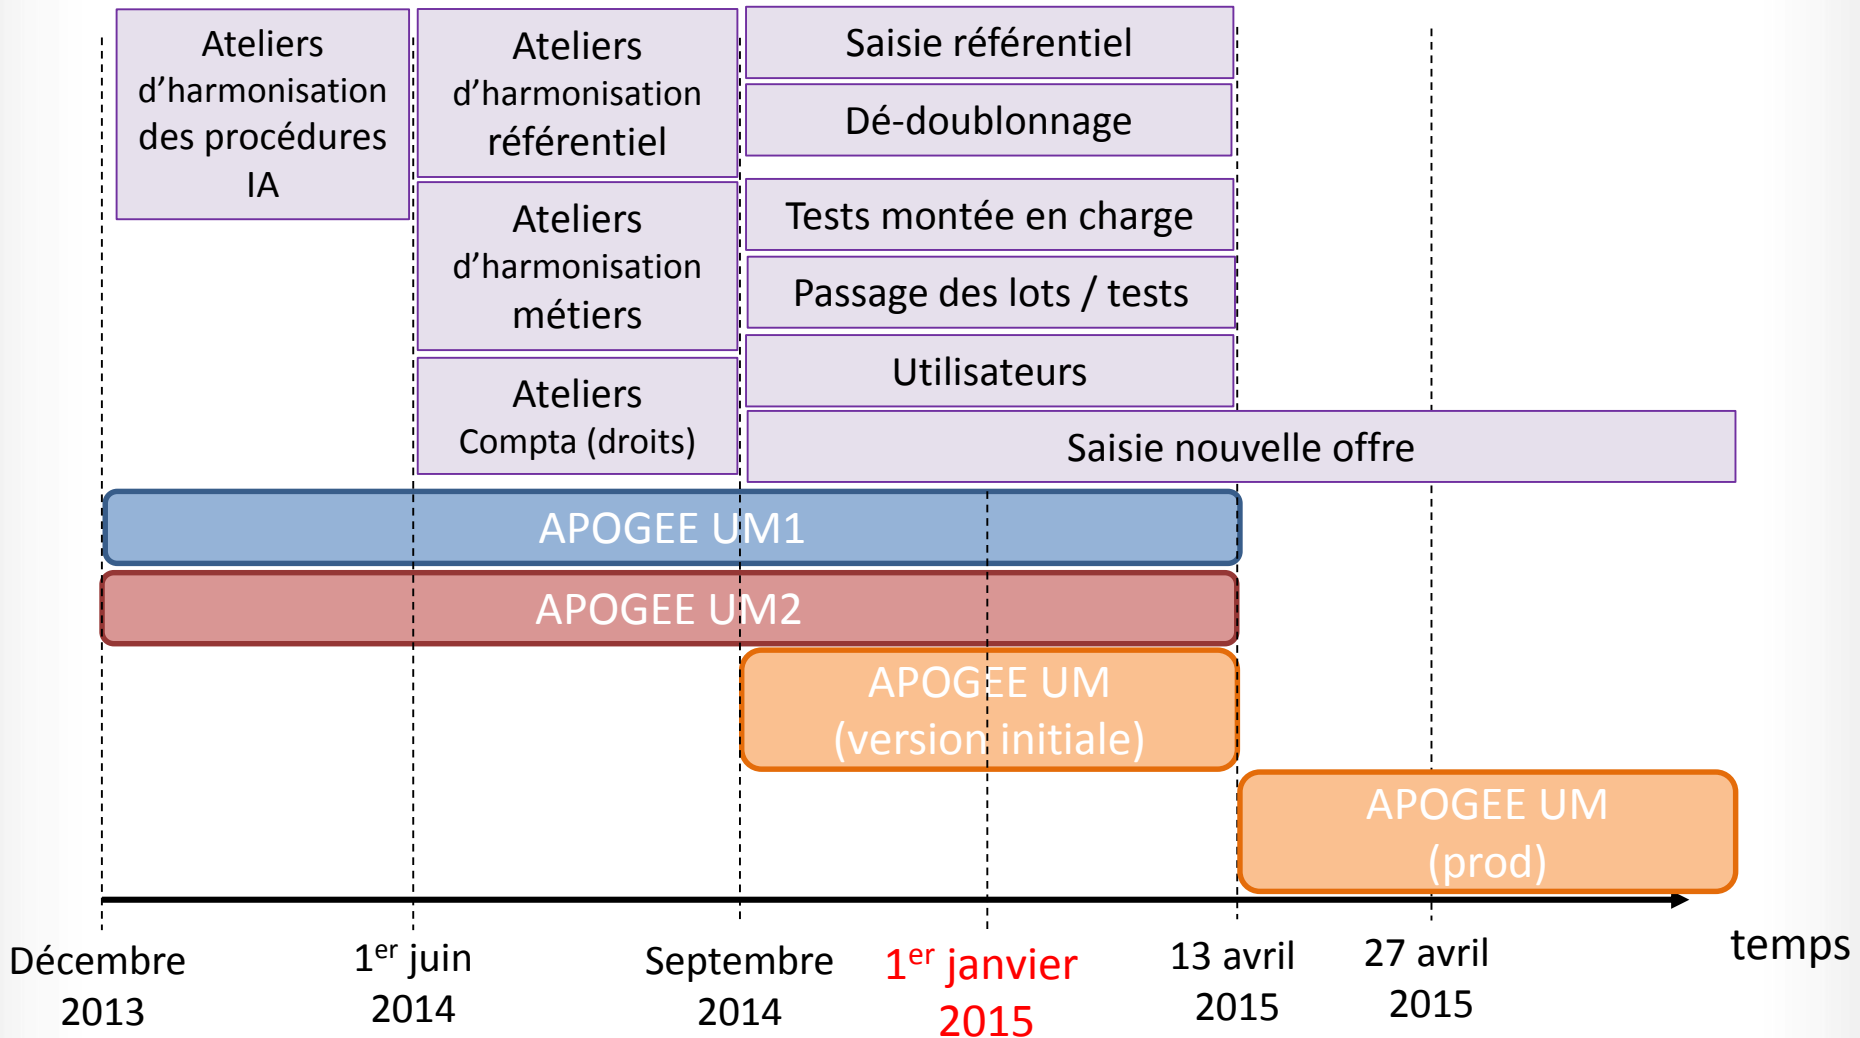 Ateliers
d’harmonisation
des procédures
IA
Ateliers
d’harmonisation
référentiel
Ateliers
d’harmonisation
métiers
Ateliers
Compta (droits)
Saisie référentiel
Dé-doublonnage
Tests montée en charge
Passage des lots / tests
Utilisateurs
Saisie nouvelle offre
APOGEE UM1
APOGEE UM2
APOGEE UM
(version initiale)
APOGEE UM
(prod)
Décembre
2013
1er juin
2014
Septembre
2014
1er janvier
2015
13 avril
2015
27 avril
2015
temps